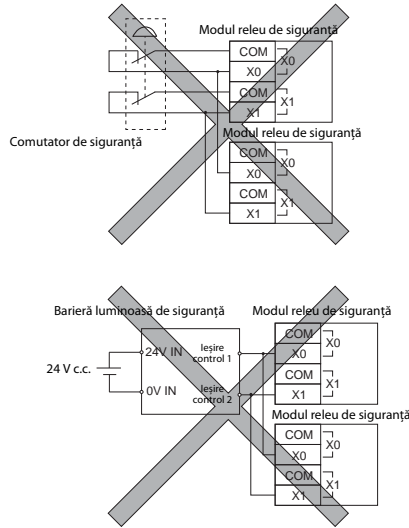 Modul releu de siguranță
COM
X0
X0
COM
X1
X1
Comutator de siguranță
Modul releu de siguranță
COM
X0
X0
COM
X1
X1
Barieră luminoasă de siguranță
Modul releu de siguranță
24V IN
Ieșire
control 1
COM
X0
X0
24 V c.c.
COM
X1
0V IN
Ieșire
control 2
X1
Modul releu de siguranță
COM
X0
X0
COM
X1
X1